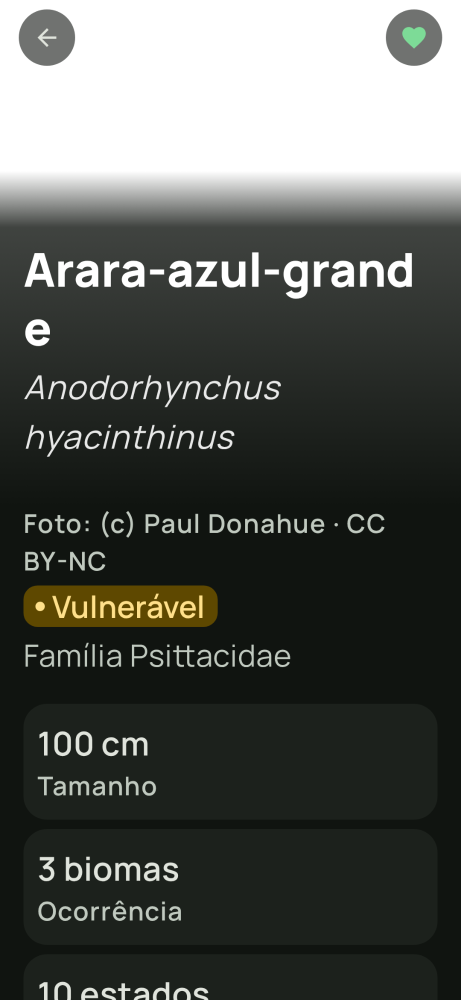 Arara-azul-grand
e
Anodorhynchus
hyacinthinus
Foto: (c) Paul Donahue · CC
BY-NC
• Vulnerável
Família Psittacidae
100 cm
Tamanho
3 biomas
Ocorrência
10 estados